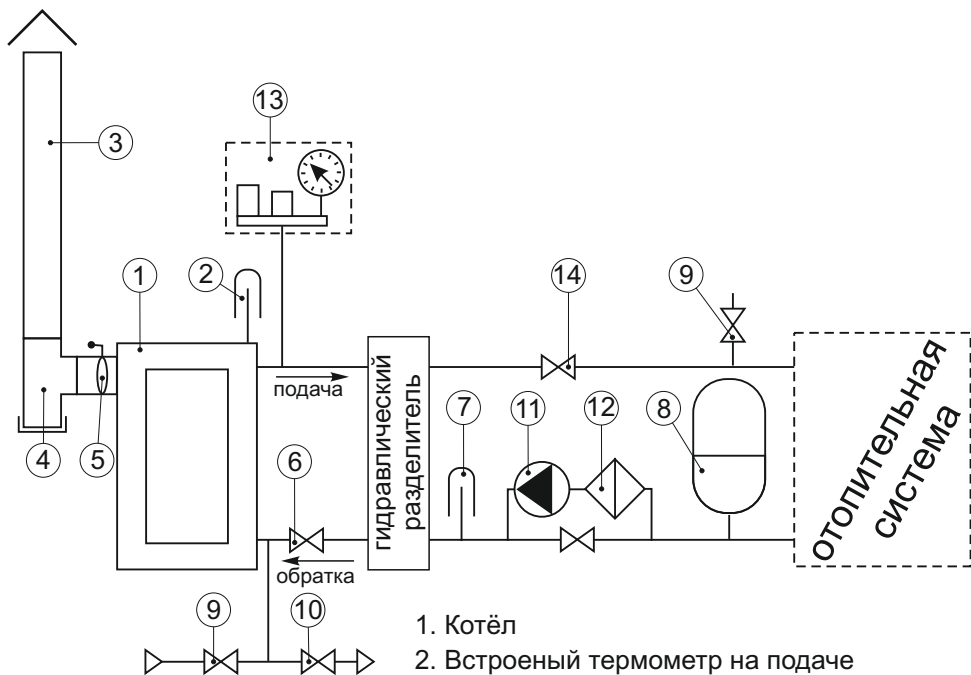 13
3
1
2
14
9
подача
гидравлический
разделитель
7
11
12
8
отопительная
система
4
5
6
обратка
9
10
1. Котёл
2. Встроеный термометр на подаче